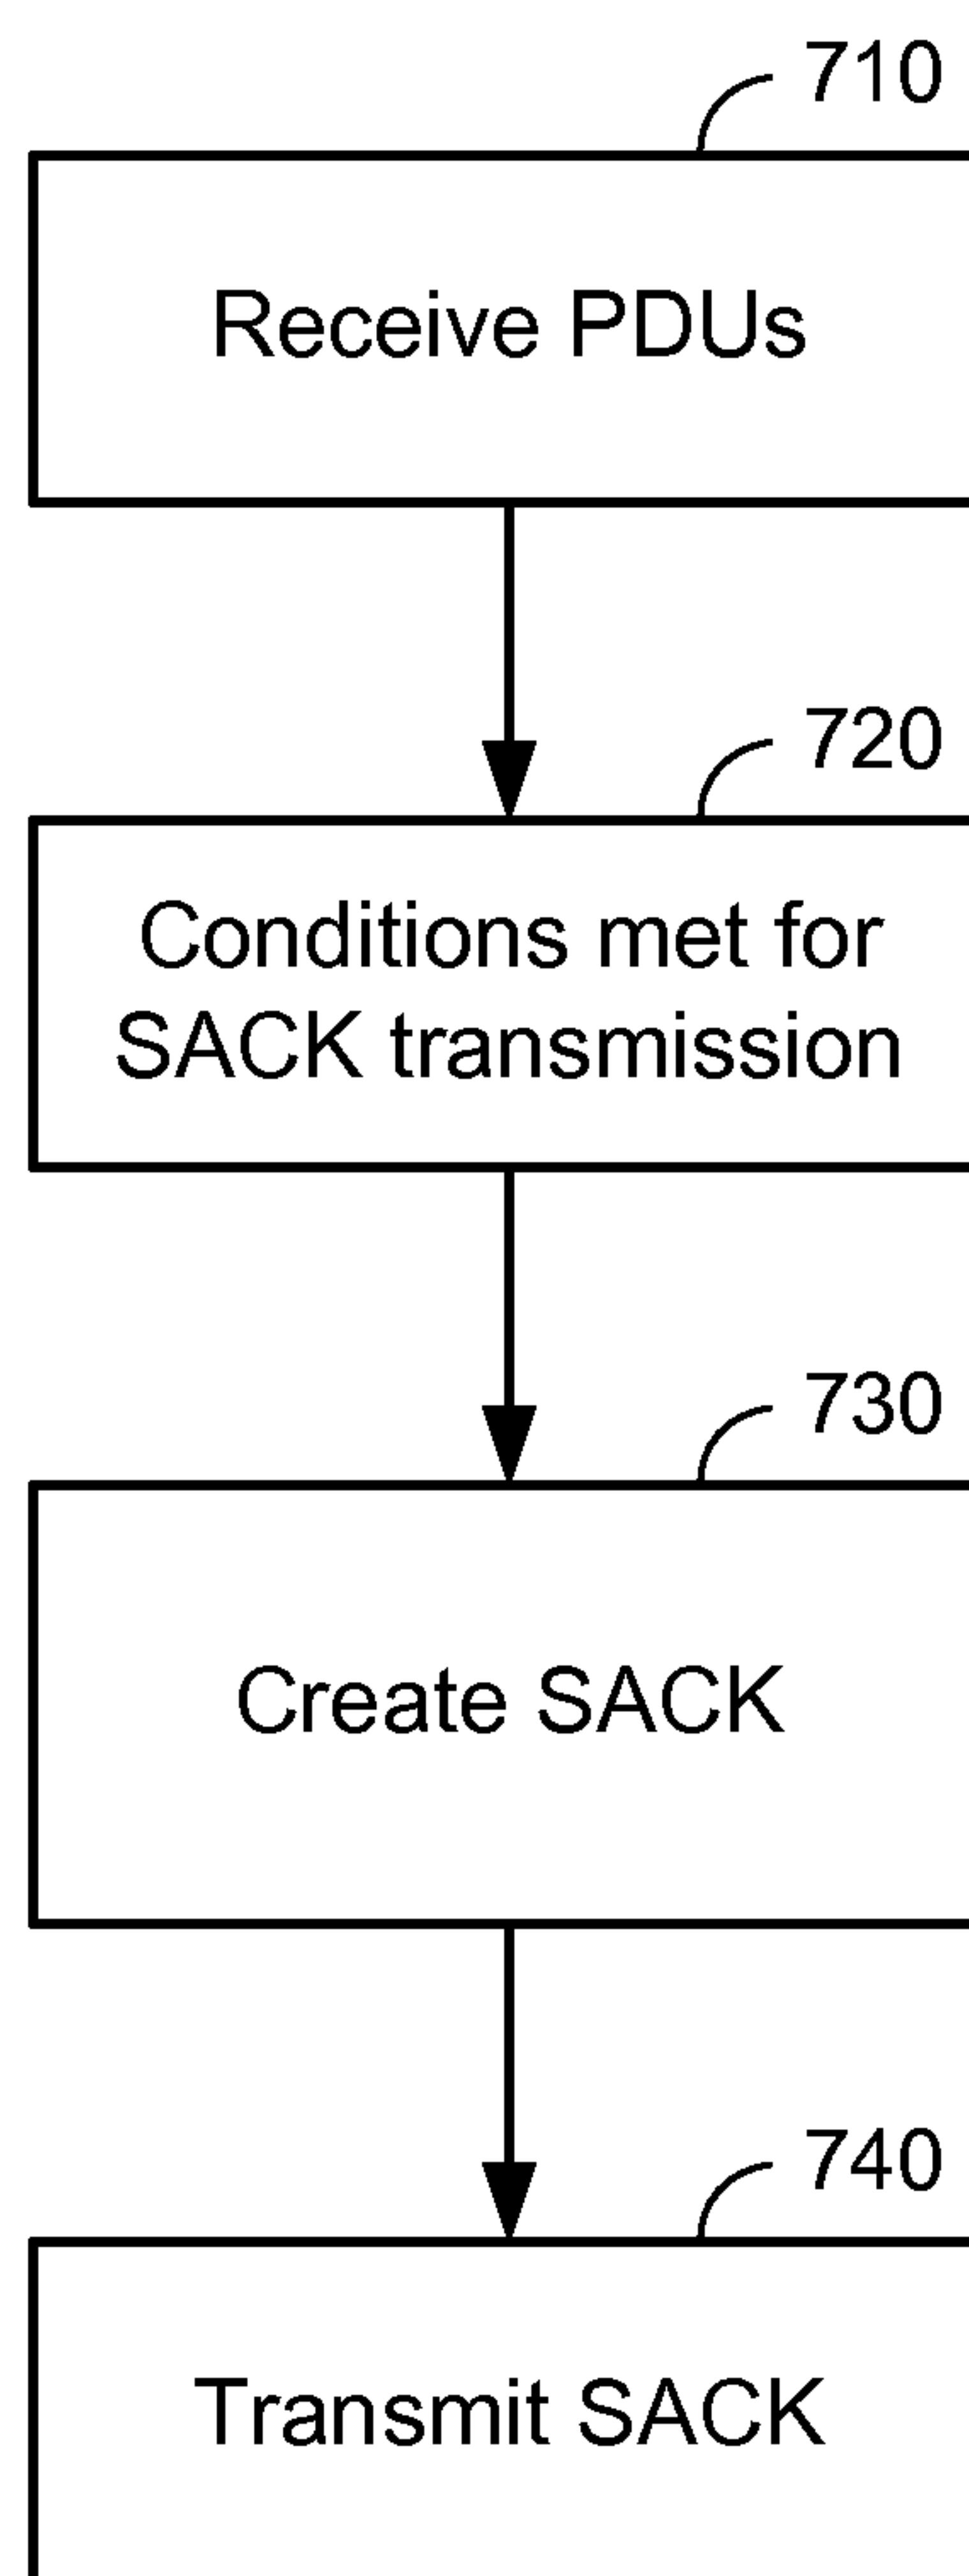 710
Receive PDUs
720
Conditions met for
SACK transmission
730
Create SACK
740
Transmit SACK